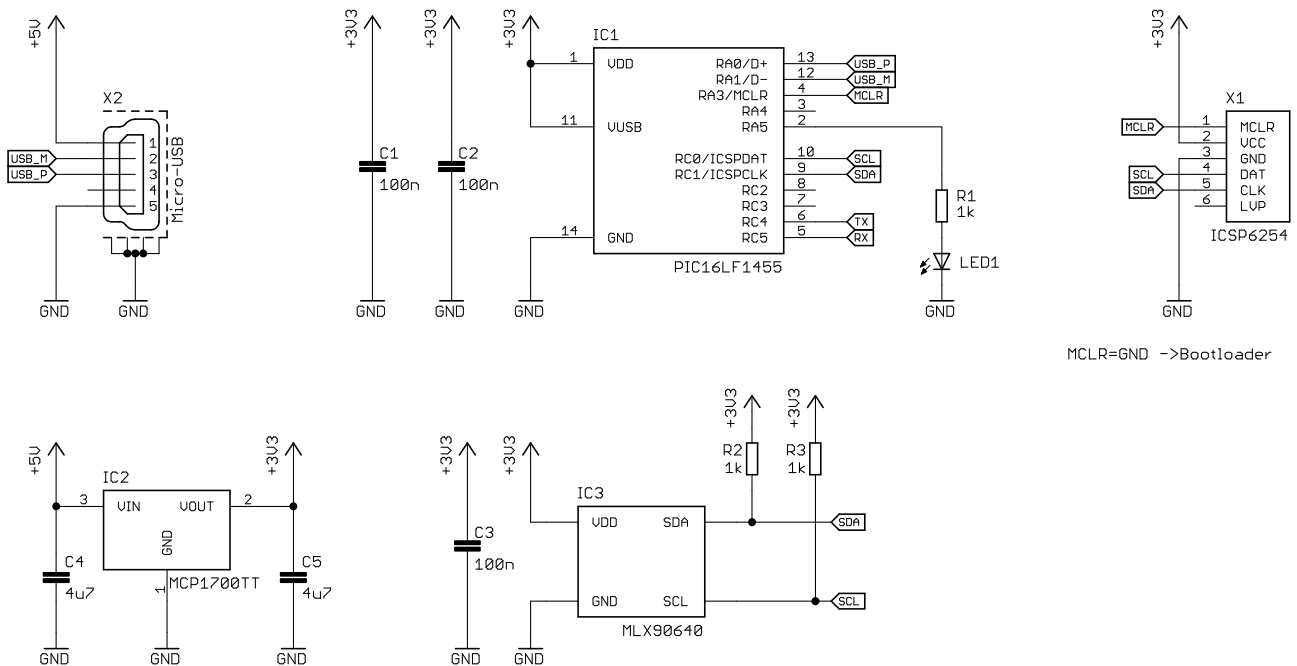 +5V
X2
1
USB_M
2
USB_P
3
4
5
Micro-USB
GND
GND
+3V3
C1
100n
GND
+3V3
C2
100n
GND
+3V3
IC1
1
VDD
11
VUSB
14
GND
RA0/D+
13
USB_P
RA1/D-
12
USB_M
RA3/MCLR
4
MCLR
RA4
3
RA5
2
RC0/ICSPDAT
10
SCL
RC1/ICSPCLK
9
SDA
RC2
8
RC3
7
RC4
6
TX
RC5
5
RX
PIC16LF1455
GND
R1
1k
LED1
GND
+3V3
X1
MCLR
1
MCLR
2
VCC
3
GND
SCL
4
DAT
SDA
5
CLK
6
LVP
ICSP6254
GND
MCLR=GND ->Bootloader
+5V
IC2
3
VIN
VOUT
2
GND
1
MCP1700TT
C4
4u7
GND
GND
+3V3
C5
4u7
GND
+3V3
C3
100n
GND
+3V3
IC3
VDD
SDA
GND
SCL
MLX90640
GND
+3V3
R2
1k
SDA
+3V3
R3
1k
SCL